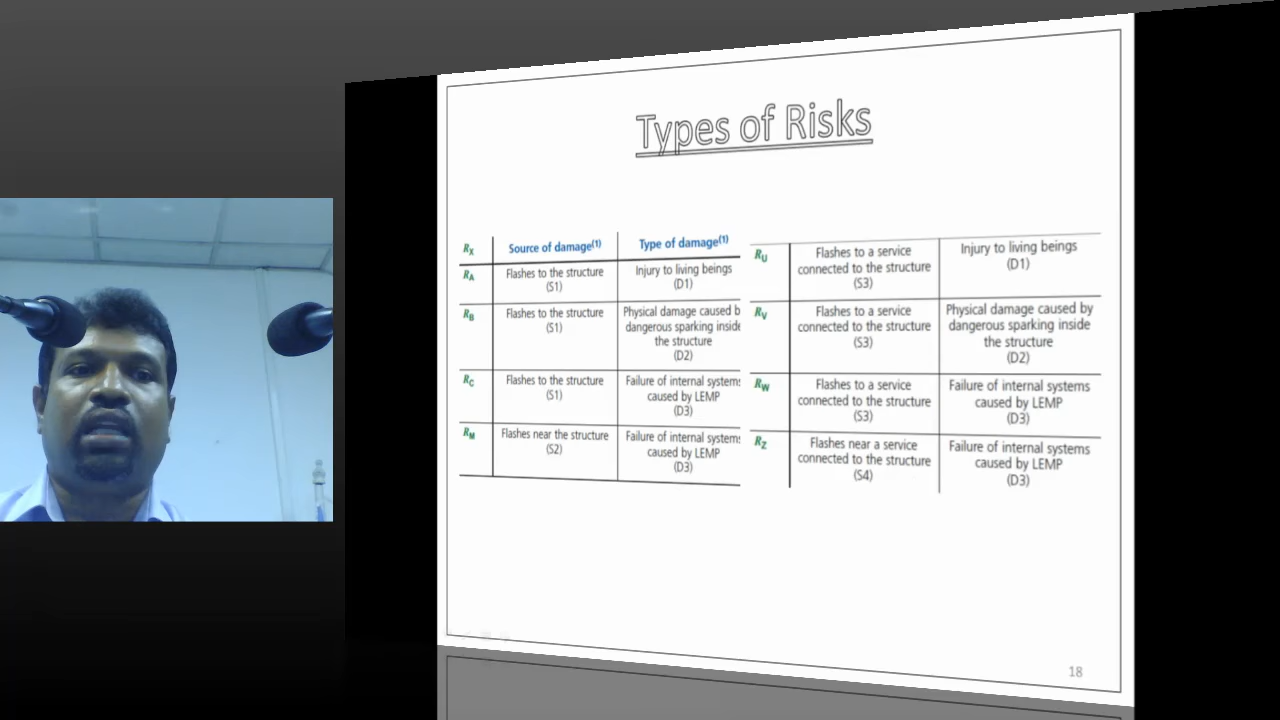 Types of Risks
RX Source of damage(1) Type of damage(1)
RA Flashes to the structure
(S1)
Injury to living beings
(D1)
RB Flashes to the structure
(S1)
Physical damage caused b
dangerous sparking inside
the structure
(D2)
RC Flashes to the structure
(S1)
Failure of internal systems
caused by LEMP
(D3)
RM Flashes near the structure
(S2)
Failure of internal systems
caused by LEMP
(D3)
RU Flashes to a service
connected to the structure
(S3)
Injury to living beings
(D1)
RV Flashes to a service
connected to the structure
(S3)
Physical damage caused by
dangerous sparking inside
the structure
(D2)
RW Flashes to a service
connected to the structure
(S3)
Failure of internal systems
caused by LEMP
(D3)
RZ Flashes near a service
connected to the structure
(S4)
Failure of internal systems
caused by LEMP
(D3)
18